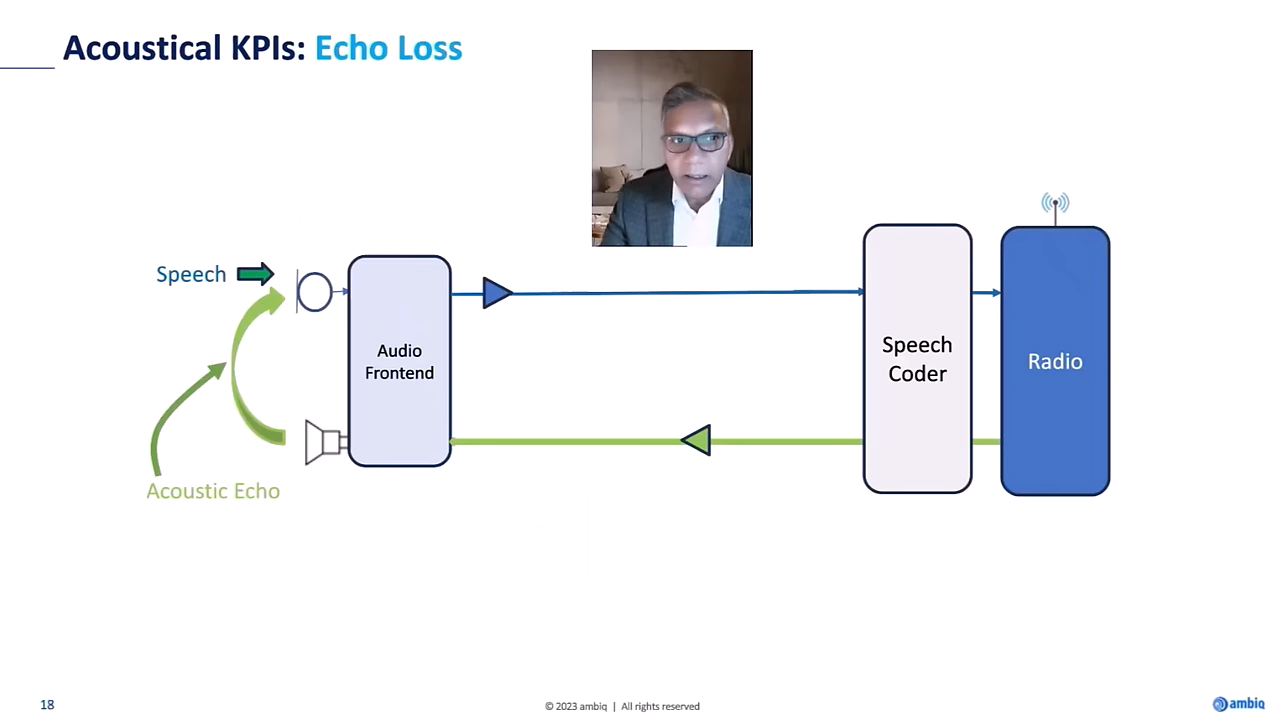 Acoustical KPIs: Echo Loss
Speech
Audio
Frontend
Speech
Coder
Radio
Acoustic Echo
18
© 2023 ambiq | All rights reserved
ambiq